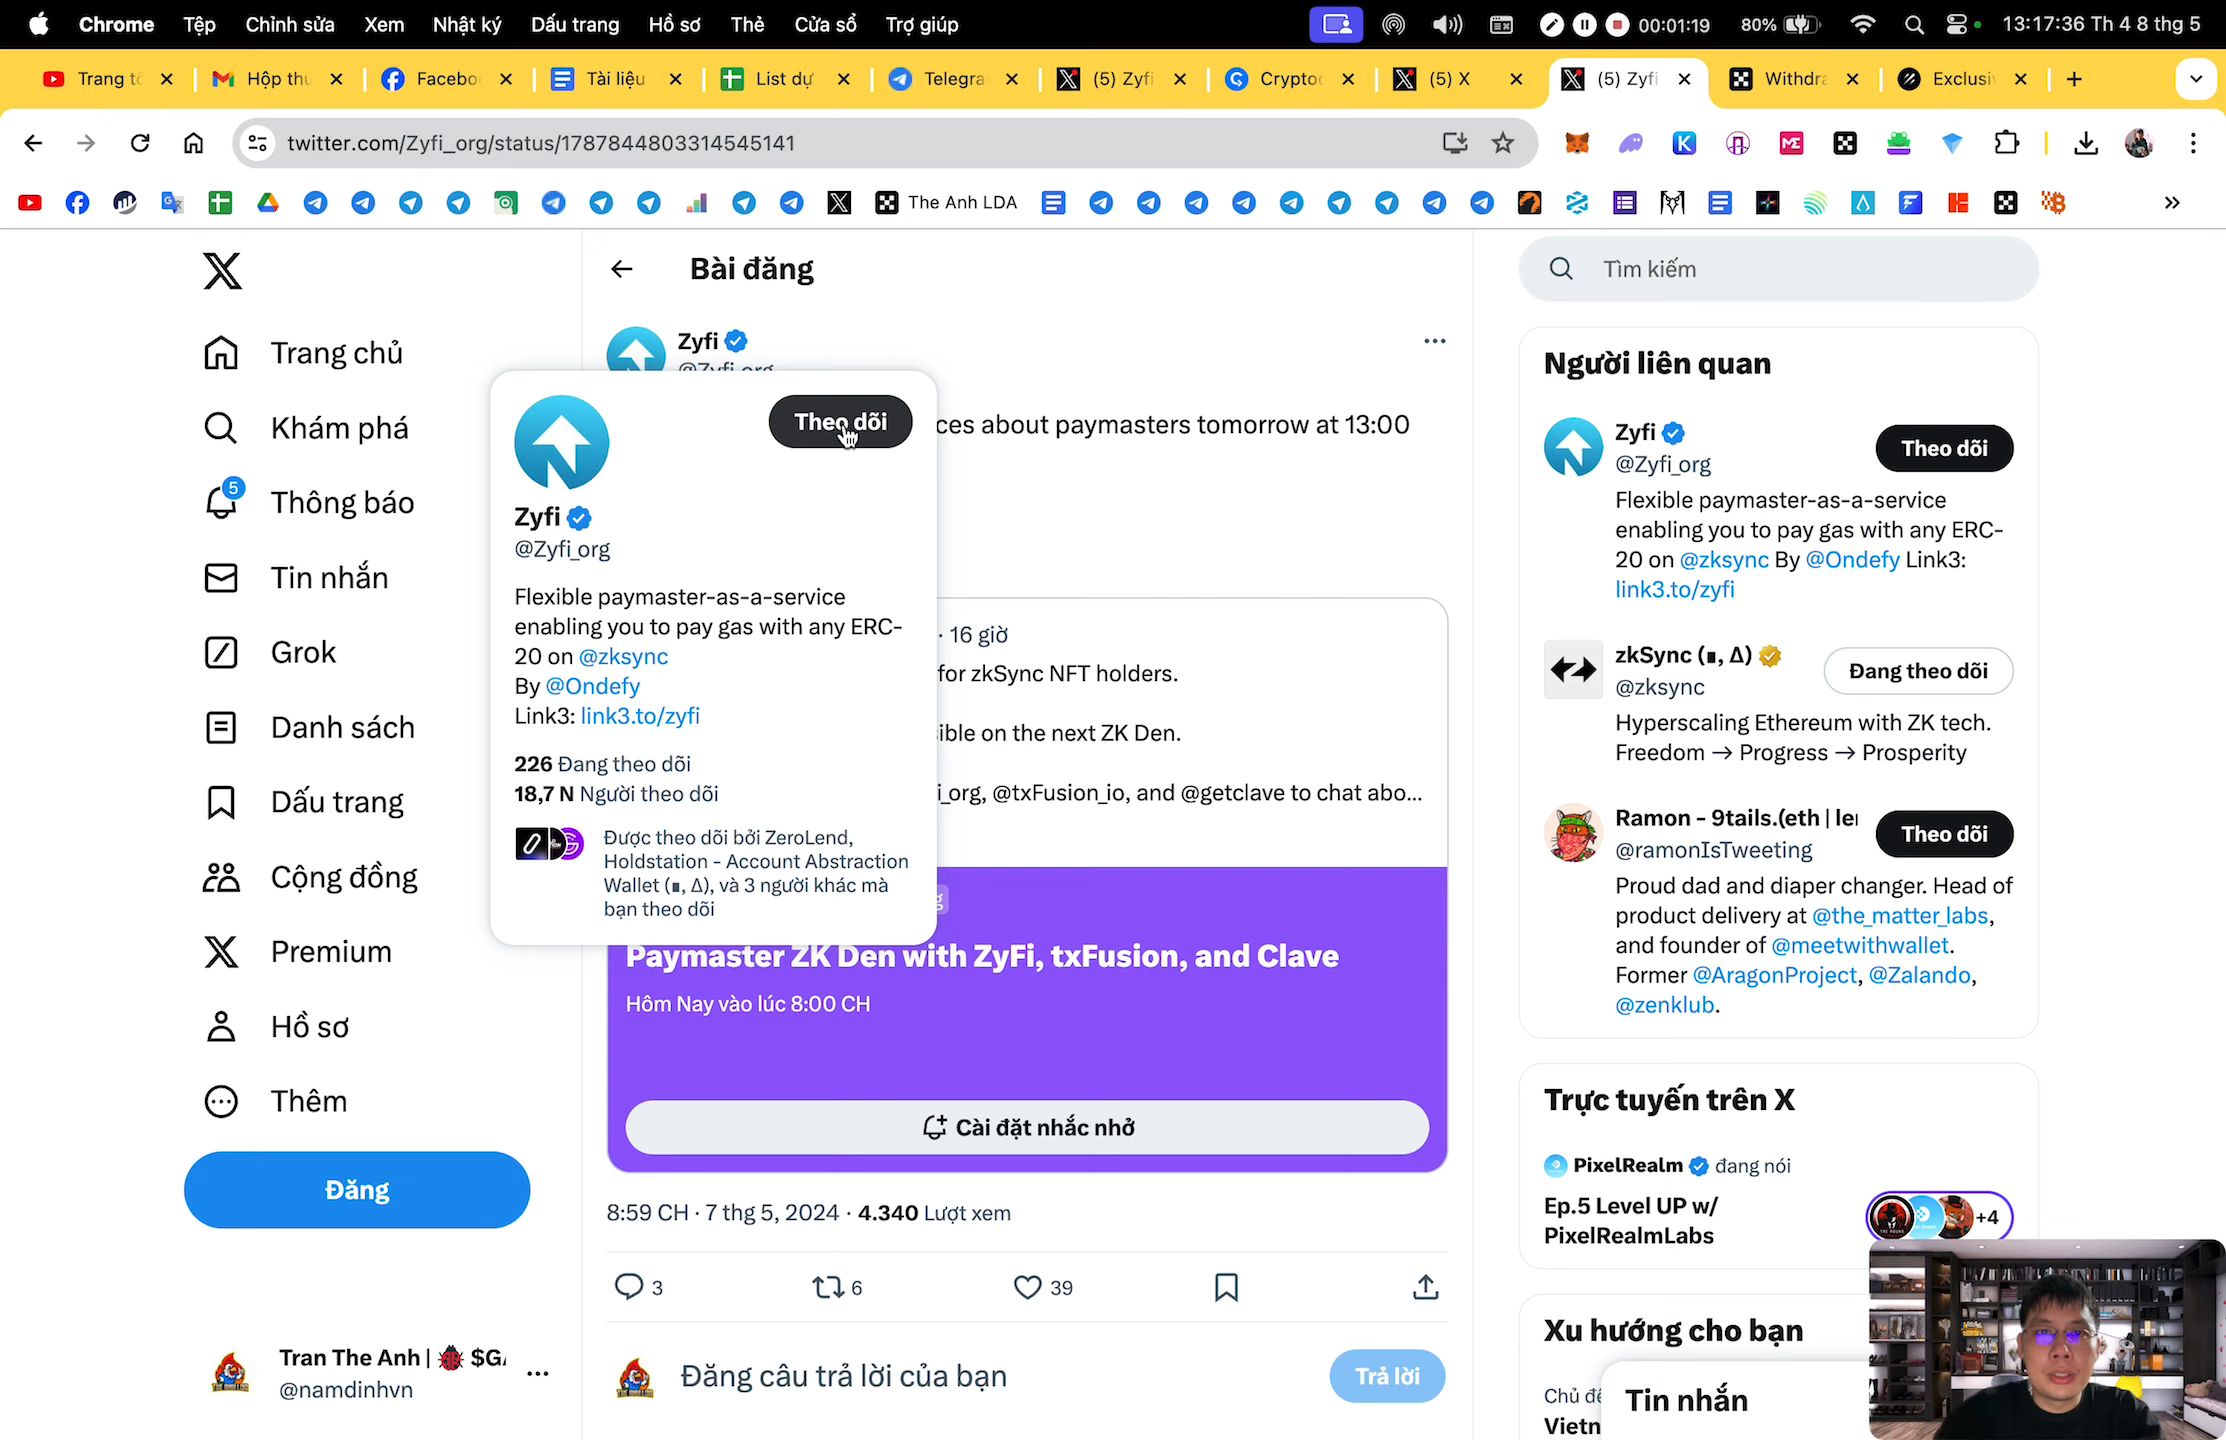 Chrome Tệp Chỉnh sửa Xem Nhật ký Dấu trang Hồ sơ Thẻ Cửa sổ Trợ giúp 00:01:19 80% 13:17:36 Th 4 8 thg 5
Trang tổ Hộp thư Facebo Tài liệu List dự Telegra (5) Zyfi Crypto (5) X (5) Zyfi Withdra Exclusi
twitter.com/Zyfi_org/status/1787844803314545141
The Anh LDA
Trang chủ
Khám phá
5
Thông báo
Tin nhắn
Grok
Danh sách
Dấu trang
Cộng đồng
Premium
Hồ sơ
Thêm
Đăng
Tran The Anh | 🐞 $G
@namdinhvn
Bài đăng
Zyfi
@Zyfi_org
ces about paymasters tomorrow at 13:00
Theo dõi
Zyfi
@Zyfi_org
Flexible paymaster-as-a-service
enabling you to pay gas with any ERC-
20 on @zksync
By @Ondefy
Link3: link3.to/zyfi
226 Đang theo dõi
18,7 N Người theo dõi
Được theo dõi bởi ZeroLend,
Holdstation - Account Abstraction
Wallet (∎, ∆), và 3 người khác mà
bạn theo dõi
· 16 giờ
for zkSync NFT holders.
ible on the next ZK Den.
i_org, @txFusion_io, and @getclave to chat abo...
Paymaster ZK Den with ZyFi, txFusion, and Clave
Hôm Nay vào lúc 8:00 CH
Cài đặt nhắc nhở
8:59 CH · 7 thg 5, 2024 · 4.340 Lượt xem
3 6 39
Đăng câu trả lời của bạn
Trả lời
Tìm kiếm
Người liên quan
Zyfi
@Zyfi_org
Theo dõi
Flexible paymaster-as-a-service
enabling you to pay gas with any ERC-
20 on @zksync By @Ondefy Link3:
link3.to/zyfi
zkSync (∎, ∆)
@zksync
Đang theo dõi
Hyperscaling Ethereum with ZK tech.
Freedom → Progress → Prosperity
Ramon - 9tails.(eth | le
@ramonIsTweeting
Theo dõi
Proud dad and diaper changer. Head of
product delivery at @the_matter_labs,
and founder of @meetwithwallet.
Former @AragonProject, @Zalando,
@zenklub.
Trực tuyến trên X
PixelRealm đang nói
Ep.5 Level UP w/
PixelRealmLabs
+4
Xu hướng cho bạn
Chủ đề
Vietn
Tin nhắn